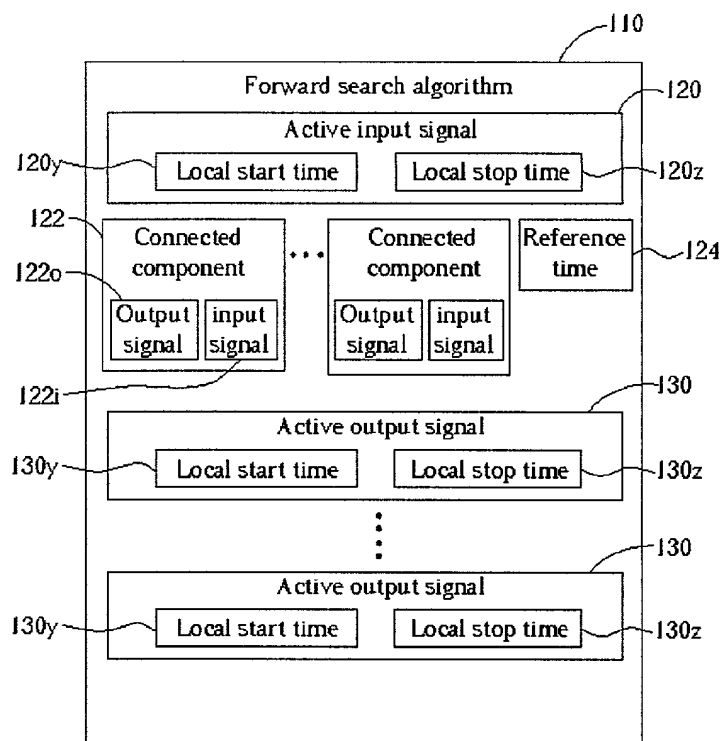 110
Forward search algorithm
120
Active input signal
120y
Local start time
Local stop time
120z
122
Connected
component
...
Connected
component
Reference
time
124
122o
Output
signal
input
signal
Output
signal
input
signal
122i
130
Active output signal
130y
Local start time
Local stop time
130z
130
Active output signal
130y
Local start time
Local stop time
130z